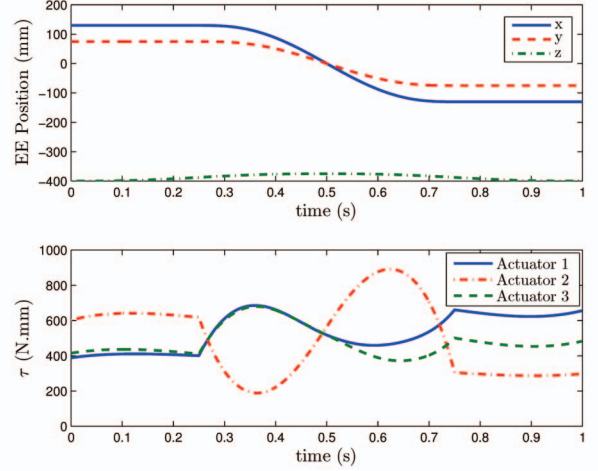 200
100
0
−100
−200
−300
−400
EE Position (mm)
x
y
z
0 0.1 0.2 0.3 0.4 0.5 0.6 0.7 0.8 0.9 1
time (s)
1000
800
600
400
200
0
τ (N.mm)
Actuator 1
Actuator 2
Actuator 3
0 0.1 0.2 0.3 0.4 0.5 0.6 0.7 0.8 0.9 1
time (s)